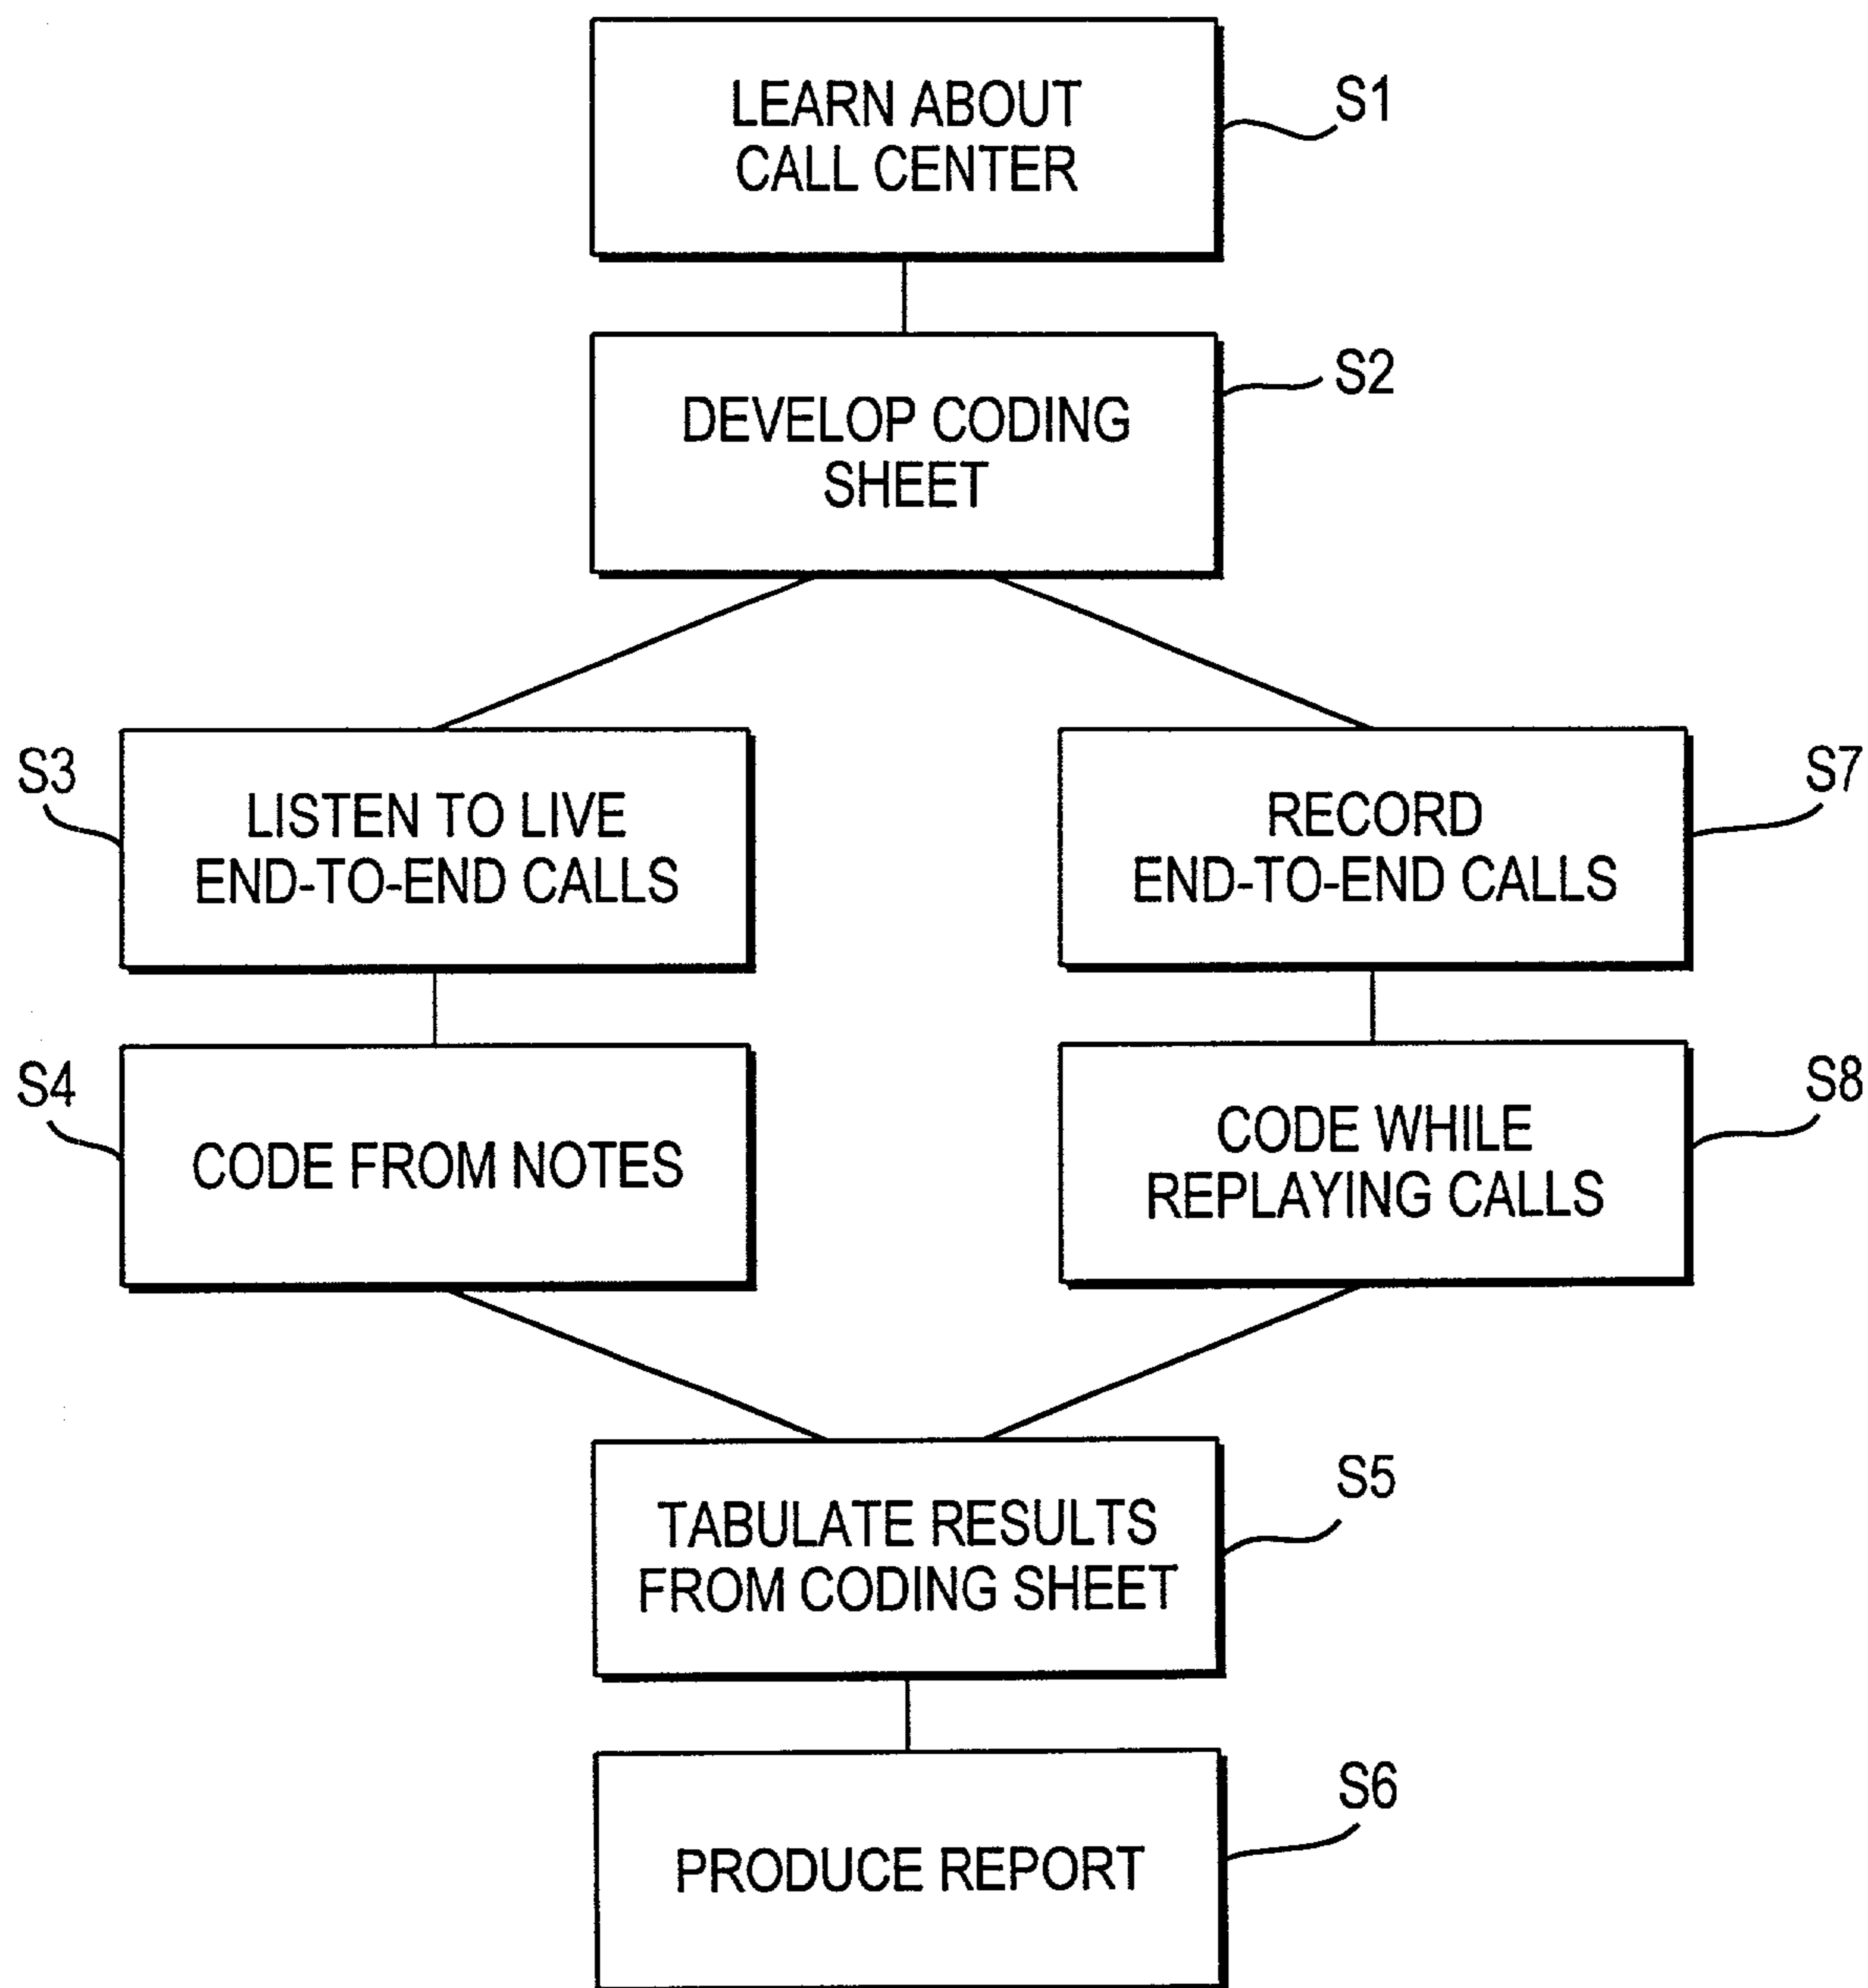 LEARN ABOUT
CALL CENTER
S1
DEVELOP CODING
SHEET
S2
S3
LISTEN TO LIVE
END-TO-END CALLS
RECORD
END-TO-END CALLS
S7
S4
CODE FROM NOTES
CODE WHILE
REPLAYING CALLS
S8
TABULATE RESULTS
FROM CODING SHEET
S5
PRODUCE REPORT
S6